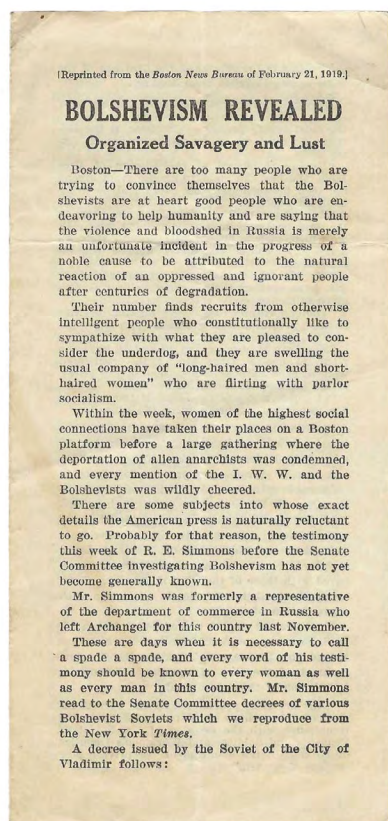 [Reprinted from the Boston News Bureau of February 21, 1919.]
BOLSHEVISM REVEALED
Organized Savagery and Lust
Boston—There are too many people who are
trying to convince themselves that the Bol-
shevists are at heart good people who are en-
deavoring to help humanity and are saying that
the violence and bloodshed in Russia is merely
an unfortunate incident in the progress of a
noble cause to be attributed to the natural
reaction of an oppressed and ignorant people
after centuries of degradation.
Their number finds recruits from otherwise
intelligent people who constitutionally like to
sympathize with what they are pleased to con-
sider the underdog, and they are swelling the
usual company of "long-haired men and short-
haired women" who are flirting with parlor
socialism.
Within the week, women of the highest social
connections have taken their places on a Boston
platform before a large gathering where the
deportation of alien anarchists was condemned,
and every mention of the I. W. W. and the
Bolshevists was wildly cheered.
There are some subjects into whose exact
details the American press is naturally reluctant
to go. Probably for that reason, the testimony
this week of R. E. Simmons before the Senate
Committee investigating Bolshevism has not yet
become generally known.
Mr. Simmons was formerly a representative
of the department of commerce in Russia who
left Archangel for this country last November.
These are days when it is necessary to call
a spade a spade, and every word of his testi-
mony should be known to every woman as well
as every man in this country. Mr. Simmons
read to the Senate Committee decrees of various
Bolshevist Soviets which we reproduce from
the New York Times.
A decree issued by the Soviet of the City of
Vladimir follows: